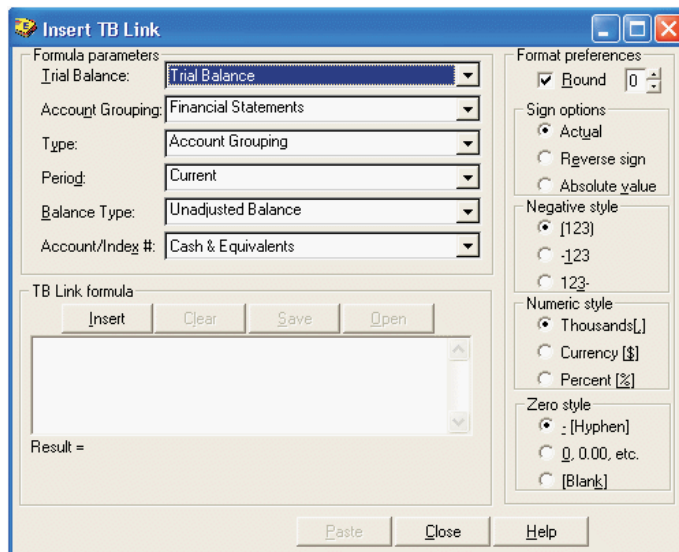 Insert TB Link
Formula parameters
Trial Balance: Trial Balance
Account Grouping: Financial Statements
Type: Account Grouping
Period: Current
Balance Type: Unadjusted Balance
Account/Index #: Cash & Equivalents
TB Link formula
Insert Clear Save Open
Result =
Format preferences
Round 0
Sign options
Actual
Reverse sign
Absolute value
Negative style
(123)
-123
123-
Numeric style
Thousands[,]
Currency [$]
Percent [%]
Zero style
- [Hyphen]
0, 0.00, etc.
[Blank]
Paste Close Help